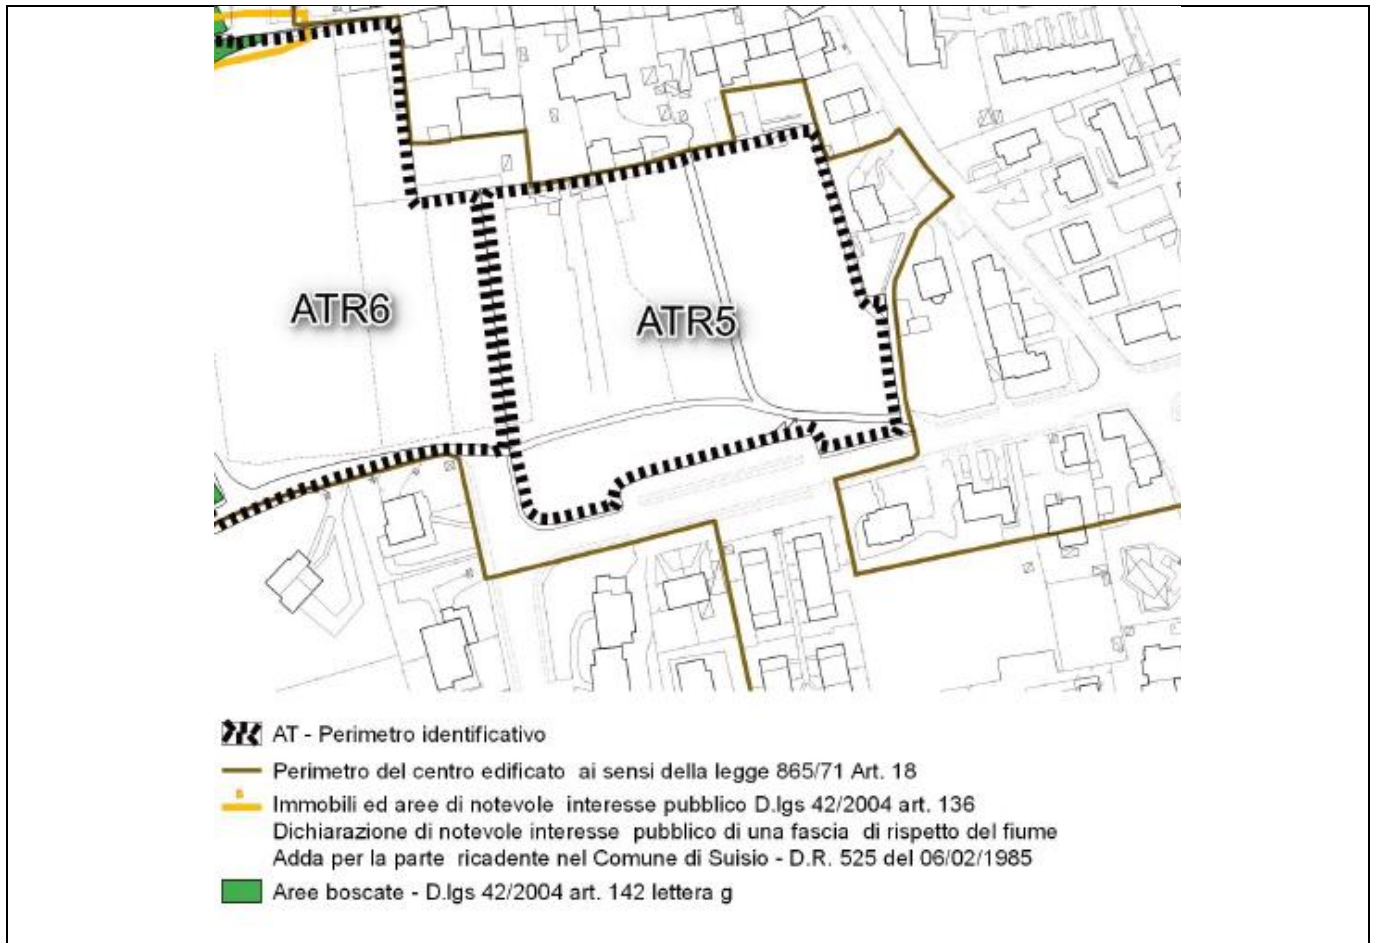 ATR6
ATR5
AT - Perimetro identificativo
Perimetro del centro edificato ai sensi della legge 865/71 Art. 18
Immobili ed aree di notevole interesse pubblico D.lgs 42/2004 art. 136
Dichiarazione di notevole interesse pubblico di una fascia di rispetto del fiume
Adda per la parte ricadente nel Comune di Suisio - D.R. 525 del 06/02/1985
Aree boscate - D.lgs 42/2004 art. 142 lettera g